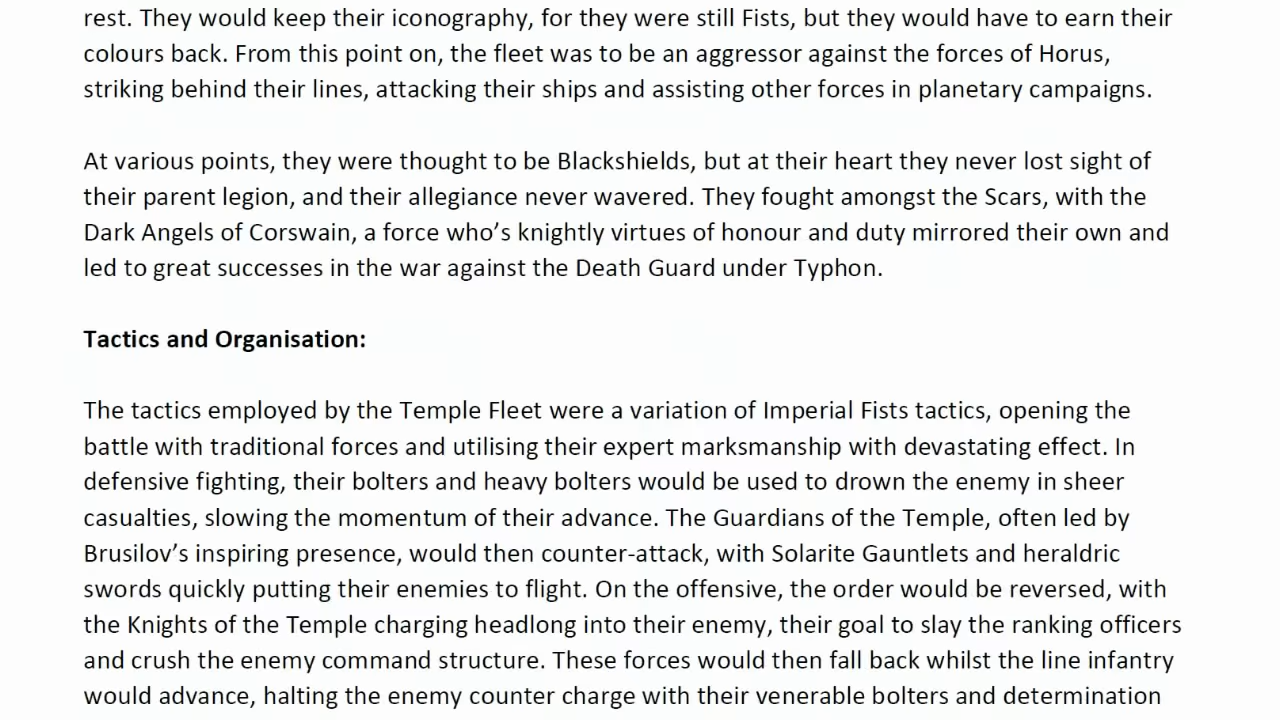 rest. They would keep their iconography, for they were still Fists, but they would have to earn their
colours back. From this point on, the fleet was to be an aggressor against the forces of Horus,
striking behind their lines, attacking their ships and assisting other forces in planetary campaigns.
At various points, they were thought to be Blackshields, but at their heart they never lost sight of
their parent legion, and their allegiance never wavered. They fought amongst the Scars, with the
Dark Angels of Corswain, a force who’s knightly virtues of honour and duty mirrored their own and
led to great successes in the war against the Death Guard under Typhon.
Tactics and Organisation:
The tactics employed by the Temple Fleet were a variation of Imperial Fists tactics, opening the
battle with traditional forces and utilising their expert marksmanship with devastating effect. In
defensive fighting, their bolters and heavy bolters would be used to drown the enemy in sheer
casualties, slowing the momentum of their advance. The Guardians of the Temple, often led by
Brusilov’s inspiring presence, would then counter-attack, with Solarite Gauntlets and heraldric
swords quickly putting their enemies to flight. On the offensive, the order would be reversed, with
the Knights of the Temple charging headlong into their enemy, their goal to slay the ranking officers
and crush the enemy command structure. These forces would then fall back whilst the line infantry
would advance, halting the enemy counter charge with their venerable bolters and determination